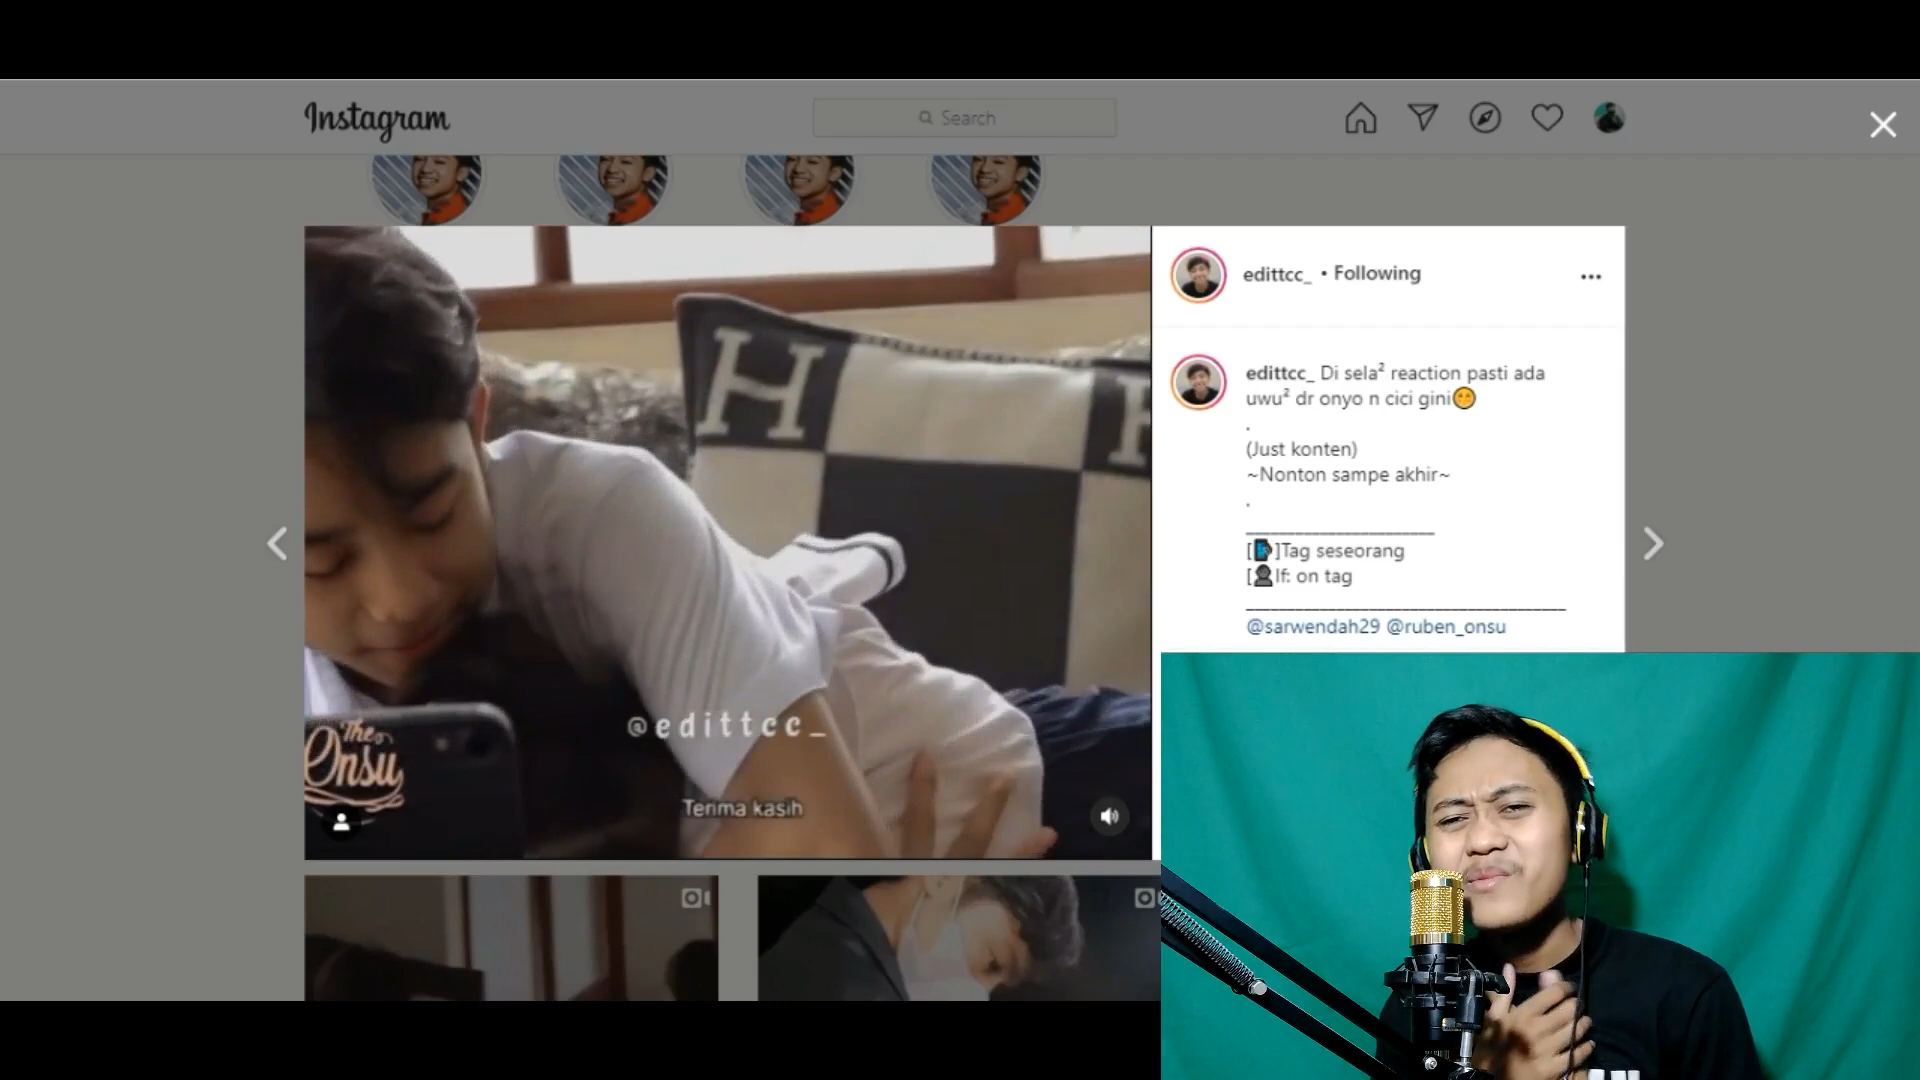 Instagram
Search
edittcc_ • Following
edittcc_ Di sela² reaction pasti ada
uwu² dr onyo n cici gini🤭
.
(Just konten)
~Nonton sampe akhir~
.
[📲]Tag seseorang
[👤If: on tag
@sarwendah29 @ruben_onsu
H
The
Onsu
@edittcc_
Terima kasih